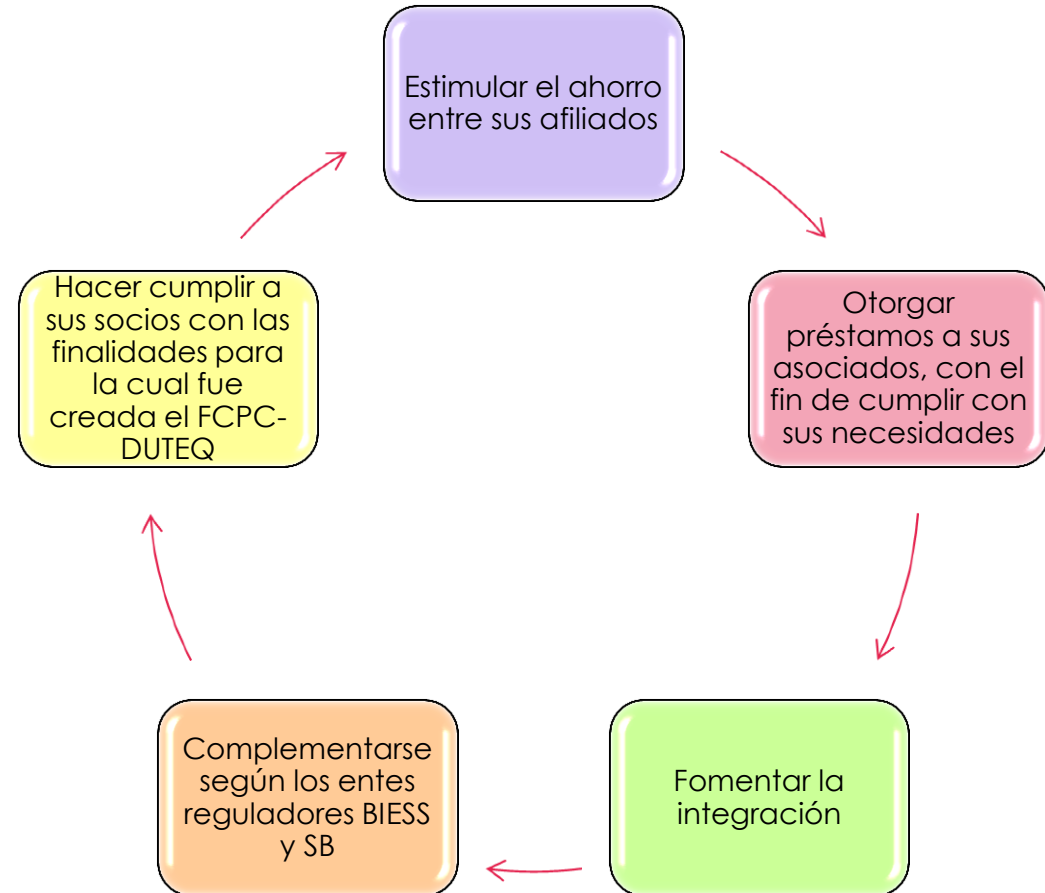 Estimular el ahorro
entre sus afiliados
Otorgar
préstamos a sus
asociados, con el
fin de cumplir con
sus necesidades
Fomentar la
integración
Complementarse
según los entes
reguladores BIESS
y SB
Hacer cumplir a
sus socios con las
finalidades para
la cual fue
creada el FCPC-
DUTEQ